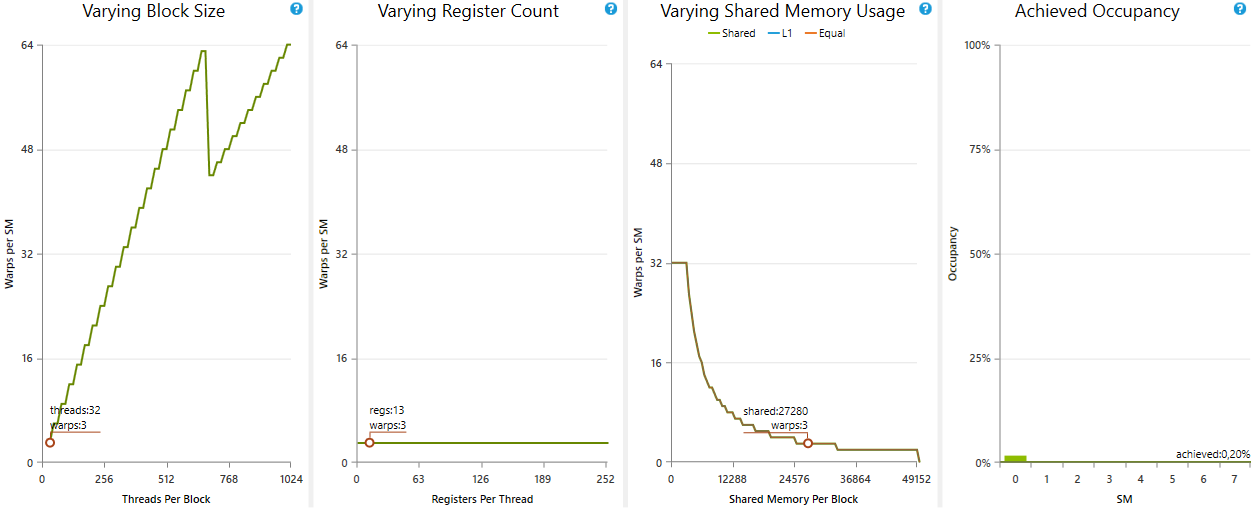 Varying Block Size ?
64
48
32
16
0
Warps per SM
threads:32
warps:3
0 256 512 768 1024
Threads Per Block
Varying Register Count ?
64
48
32
16
0
Warps per SM
regs:13
warps:3
0 63 126 189 252
Registers Per Thread
Varying Shared Memory Usage ?
Shared L1 Equal
64
48
32
16
0
Warps per SM
shared:27280
warps:3
0 12288 24576 36864 49152
Shared Memory Per Block
Achieved Occupancy ?
100%
75%
50%
25%
0%
Occupancy
achieved:0,20%
0 1 2 3 4 5 6 7
SM